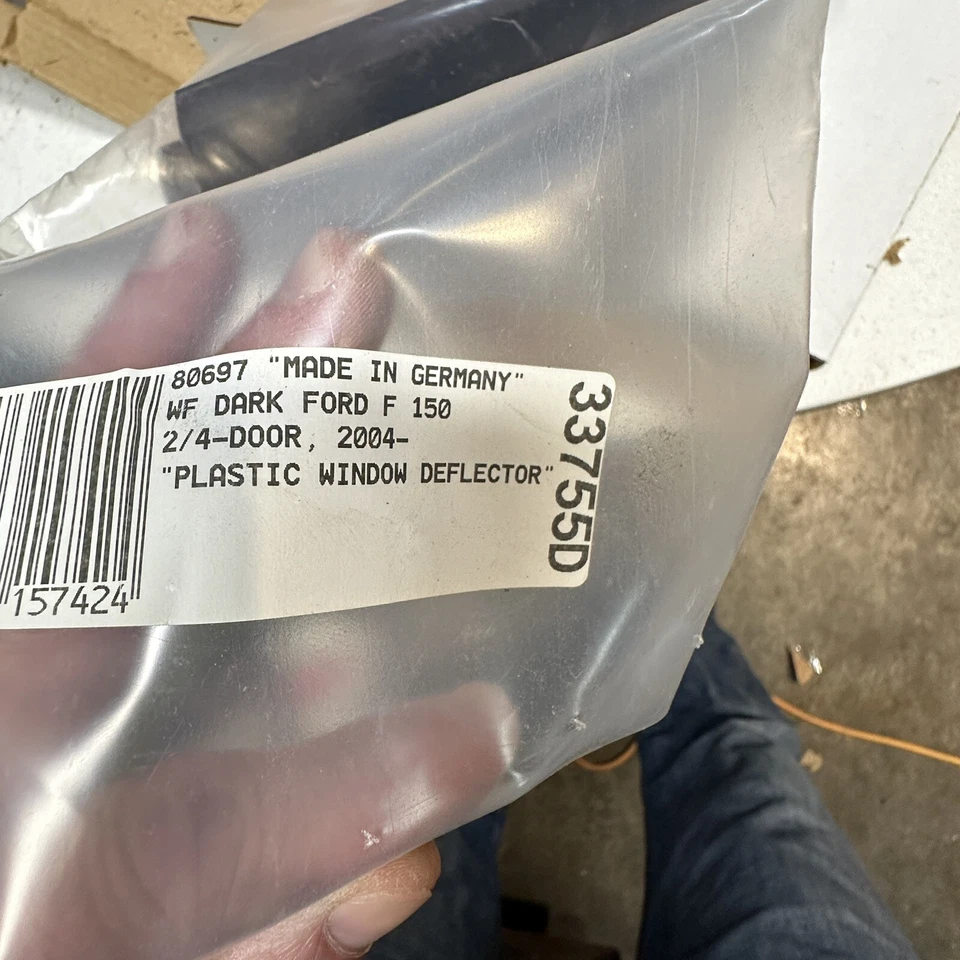 80697 "MADE IN GERMANY"
WF DARK FORD F 150
2/4-DOOR, 2004-
"PLASTIC WINDOW DEFLECTOR"
33755D
157424